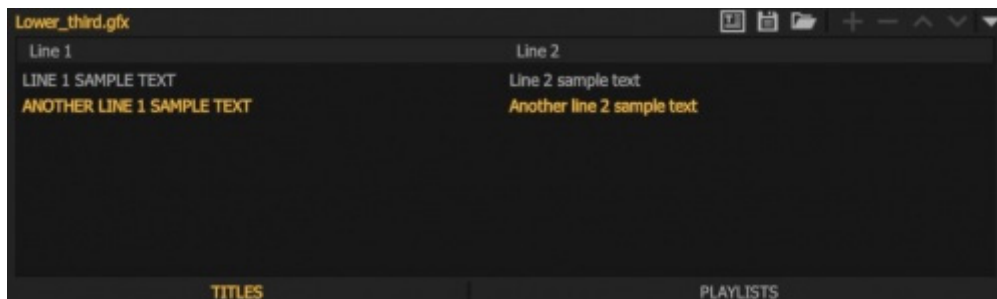 Lower_third.gfx
Line 1 Line 2
LINE 1 SAMPLE TEXT Line 2 sample text
ANOTHER LINE 1 SAMPLE TEXT Another line 2 sample text
TITLES PLAYLISTS